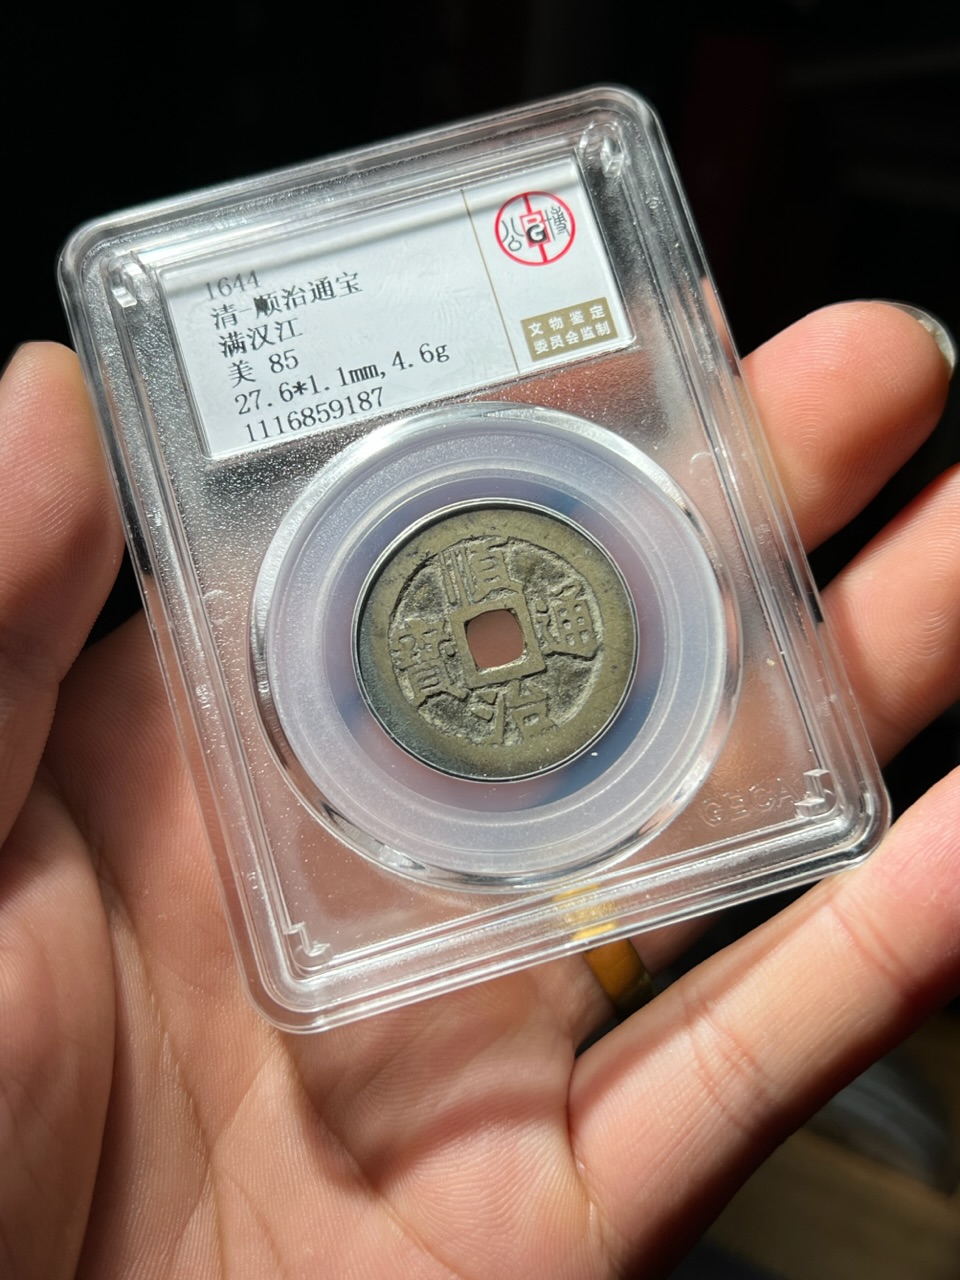 1644
清-顺治通宝
满汉江
美 85
27.6*1.1mm,4.6g
1116859187
公博
BG
文物鉴定
委员会监制
順
通
治
寶
GBCA